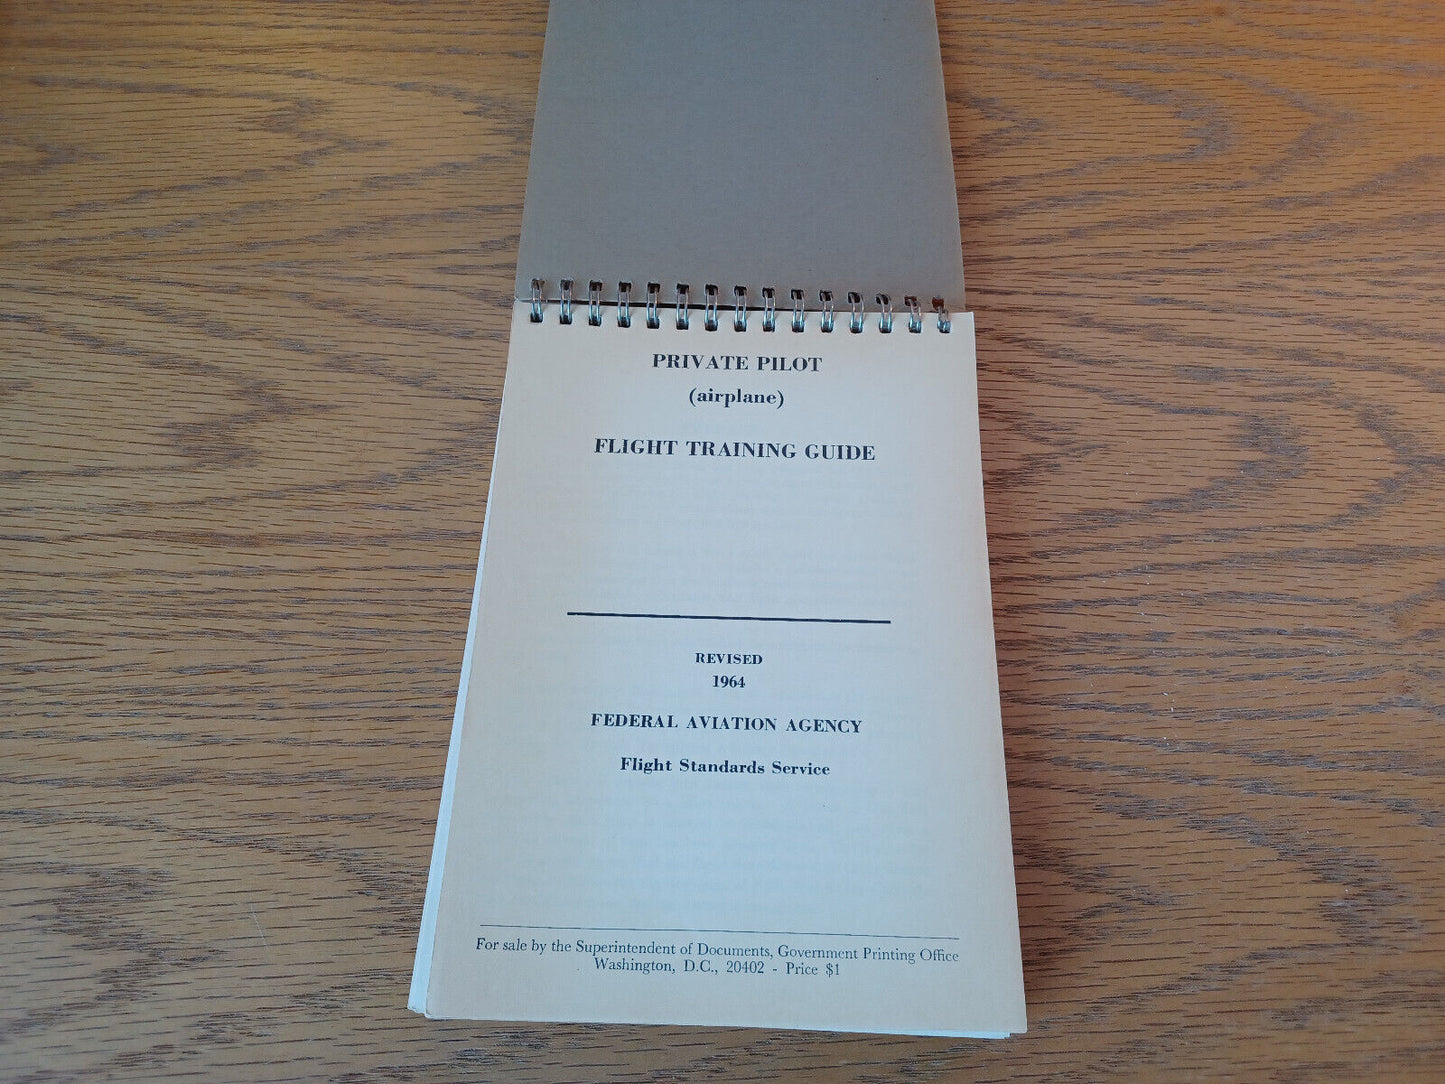 PRIVATE PILOT
(airplane)
FLIGHT TRAINING GUIDE
REVISED
1964
FEDERAL AVIATION AGENCY
Flight Standards Service
For sale by the Superintendent of Documents, Government Printing Office
Washington, D.C., 20402 - Price $1